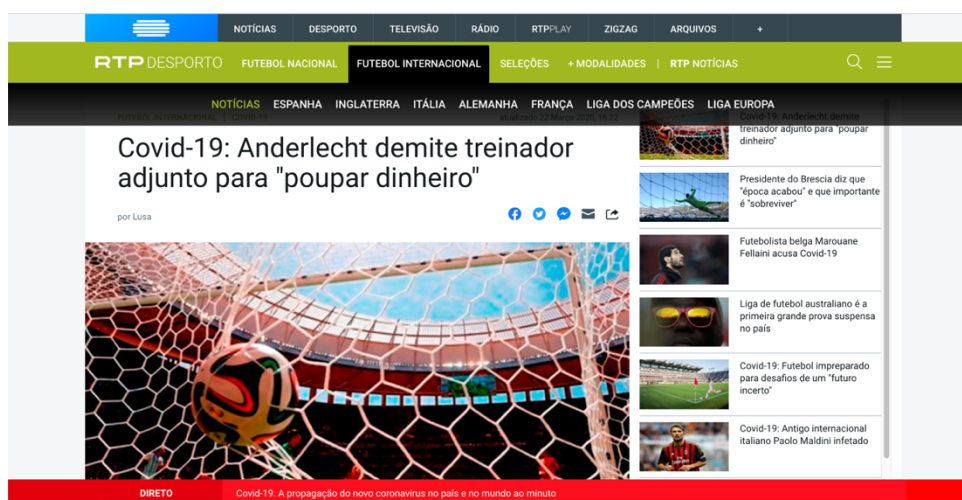 NOTÍCIAS DESPORTO TELEVISÃO RÁDIO RTPPLAY ZIGZAG ARQUIVOS +
RTP DESPORTO FUTEBOL NACIONAL FUTEBOL INTERNACIONAL SELEÇÕES + MODALIDADES | RTP NOTÍCIAS
NOTÍCIAS ESPANHA INGLATERRA ITÁLIA ALEMANHA FRANÇA LIGA DOS CAMPEÕES LIGA EUROPA
FUTEBOL INTERNACIONAL | COVID-19
atualizado 22 Março 2020, 16:22
Covid-19: Anderlecht demite treinador
adjunto para "poupar dinheiro"
por Lusa
Covid-19: Anderlecht demite
treinador adjunto para "poupar
dinheiro"
Presidente do Brescia diz que
"época acabou" e que importante
é "sobreviver"
Futebolista belga Marouane
Fellaini acusa Covid-19
Liga de futebol australiano é a
primeira grande prova suspensa
no país
Covid-19: Futebol impreparado
para desafios de um "futuro
incerto"
Covid-19: Antigo internacional
italiano Paolo Maldini infetado
DIRETO Covid-19. A propagação do novo coronavírus no país e no mundo ao minuto